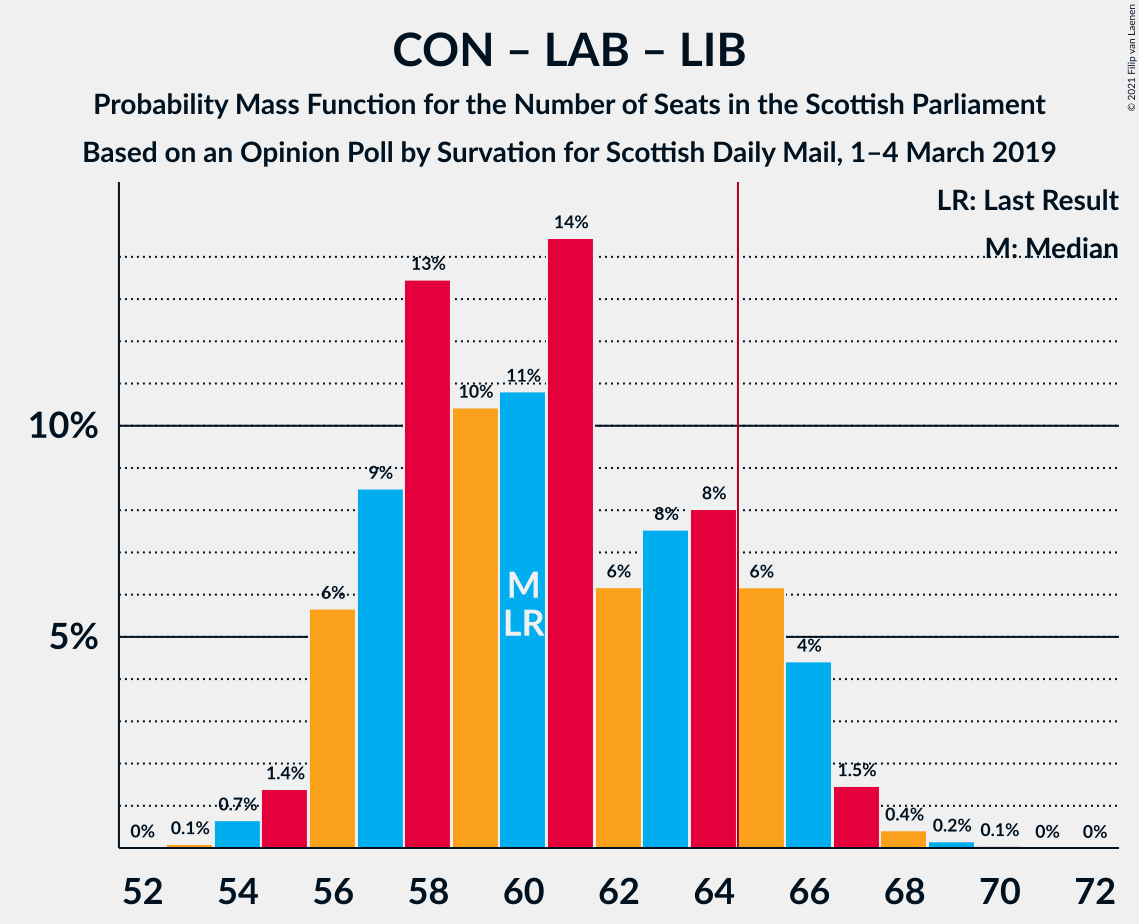 CON – LAB – LIB
Probability Mass Function for the Number of Seats in the Scottish Parliament
Based on an Opinion Poll by Survation for Scottish Daily Mail, 1–4 March 2019
© 2021 Filip van Laenen
LR: Last Result
M: Median
10%
5%
0%
0.1%
0.7%
1.4%
6%
9%
13%
10%
11%
14%
6%
8%
8%
6%
4%
1.5%
0.4%
0.2%
0.1%
0%
0%
M
LR
52 54 56 58 60 62 64 66 68 70 72